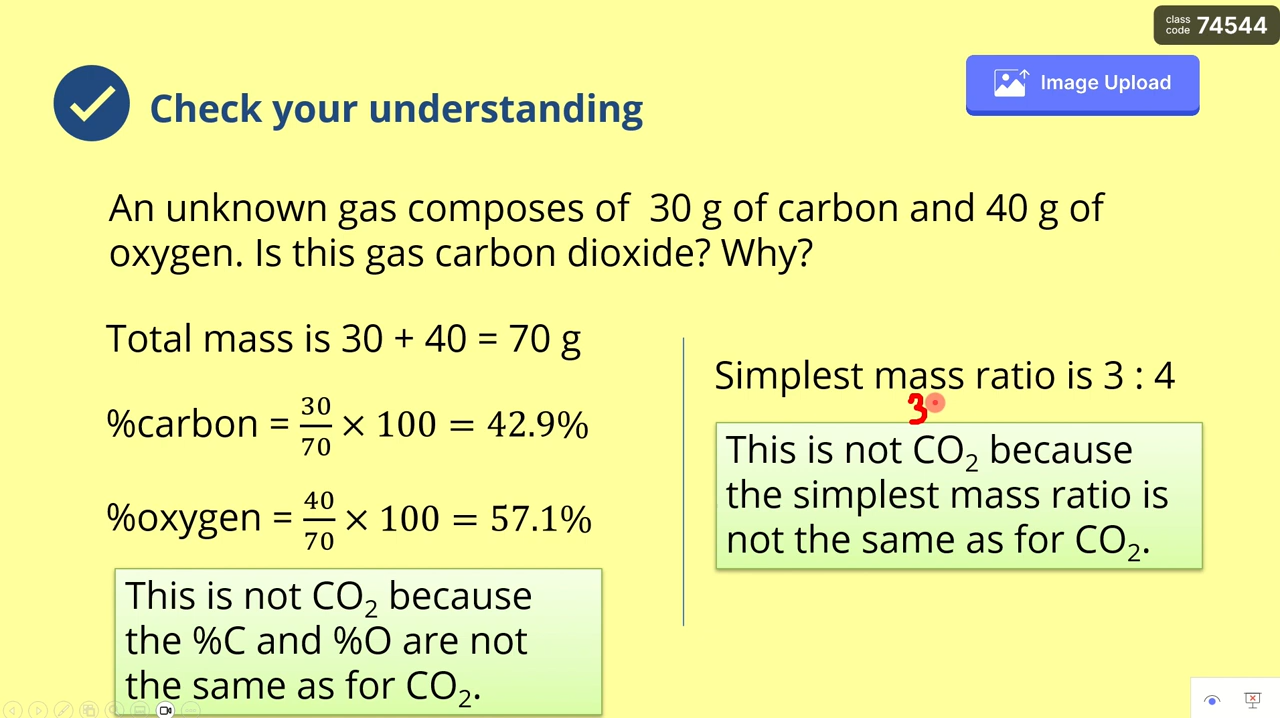 class code 74544
Image Upload
Check your understanding
An unknown gas composes of 30 g of carbon and 40 g of
oxygen. Is this gas carbon dioxide? Why?
Total mass is 30 + 40 = 70 g
%carbon = 30/70 × 100 = 42.9%
%oxygen = 40/70 × 100 = 57.1%
This is not CO₂ because
the %C and %O are not
the same as for CO₂.
Simplest mass ratio is 3 : 4
3
This is not CO₂ because
the simplest mass ratio is
not the same as for CO₂.